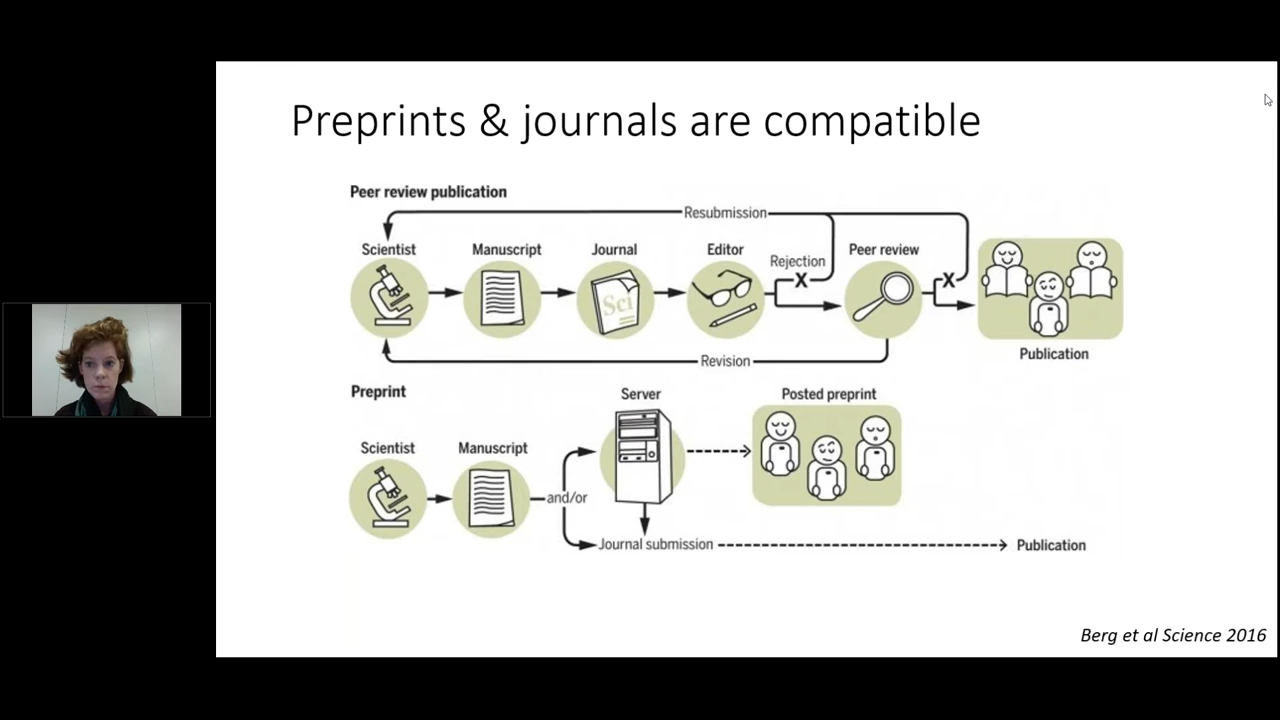 Preprints & journals are compatible
Peer review publication
Resubmission
Scientist
Manuscript
Journal
Editor
Rejection
Peer review
X
X
Sci
Publication
Revision
Preprint
Server
Posted preprint
Scientist
Manuscript
and/or
Journal submission
Publication
Berg et al Science 2016